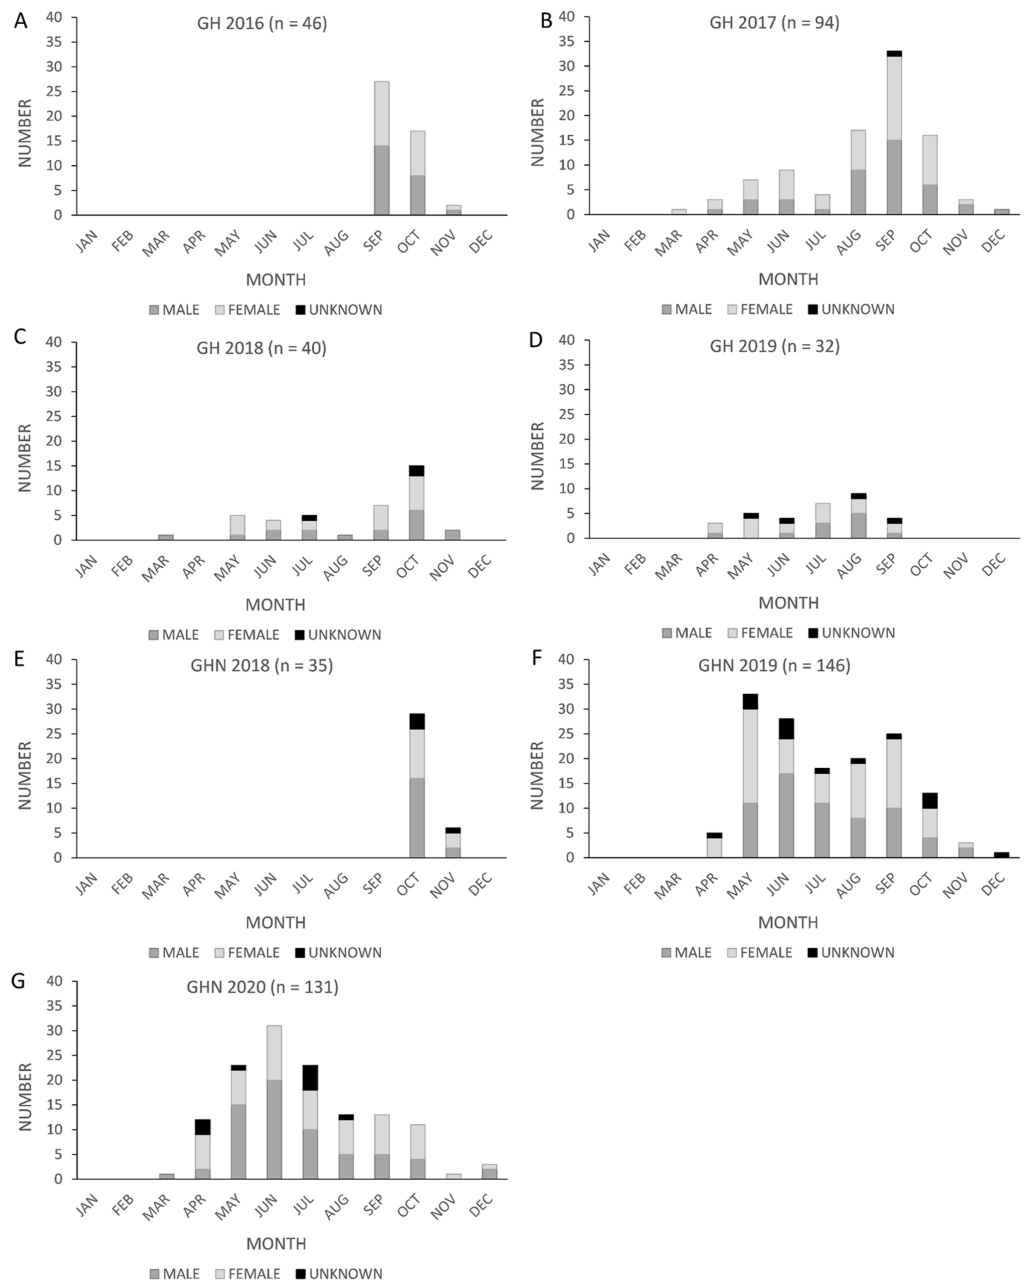 A
GH 2016 (n = 46)
40
35
30
25
20
15
10
5
0
NUMBER
JAN FEB MAR APR MAY JUN JUL AUG SEP OCT NOV DEC
MONTH
MALE FEMALE UNKNOWN
B
GH 2017 (n = 94)
40
35
30
25
20
15
10
5
0
NUMBER
JAN FEB MAR APR MAY JUN JUL AUG SEP OCT NOV DEC
MONTH
MALE FEMALE UNKNOWN
C
GH 2018 (n = 40)
40
35
30
25
20
15
10
5
0
NUMBER
JAN FEB MAR APR MAY JUN JUL AUG SEP OCT NOV DEC
MONTH
MALE FEMALE UNKNOWN
D
GH 2019 (n = 32)
40
35
30
25
20
15
10
5
0
NUMBER
JAN FEB MAR APR MAY JUN JUL AUG SEP OCT NOV DEC
MONTH
MALE FEMALE UNKNOWN
E
GHN 2018 (n = 35)
40
35
30
25
20
15
10
5
0
NUMBER
JAN FEB MAR APR MAY JUN JUL AUG SEP OCT NOV DEC
MONTH
MALE FEMALE UNKNOWN
F
GHN 2019 (n = 146)
40
35
30
25
20
15
10
5
0
NUMBER
JAN FEB MAR APR MAY JUN JUL AUG SEP OCT NOV DEC
MONTH
MALE FEMALE UNKNOWN
G
GHN 2020 (n = 131)
40
35
30
25
20
15
10
5
0
NUMBER
JAN FEB MAR APR MAY JUN JUL AUG SEP OCT NOV DEC
MONTH
MALE FEMALE UNKNOWN